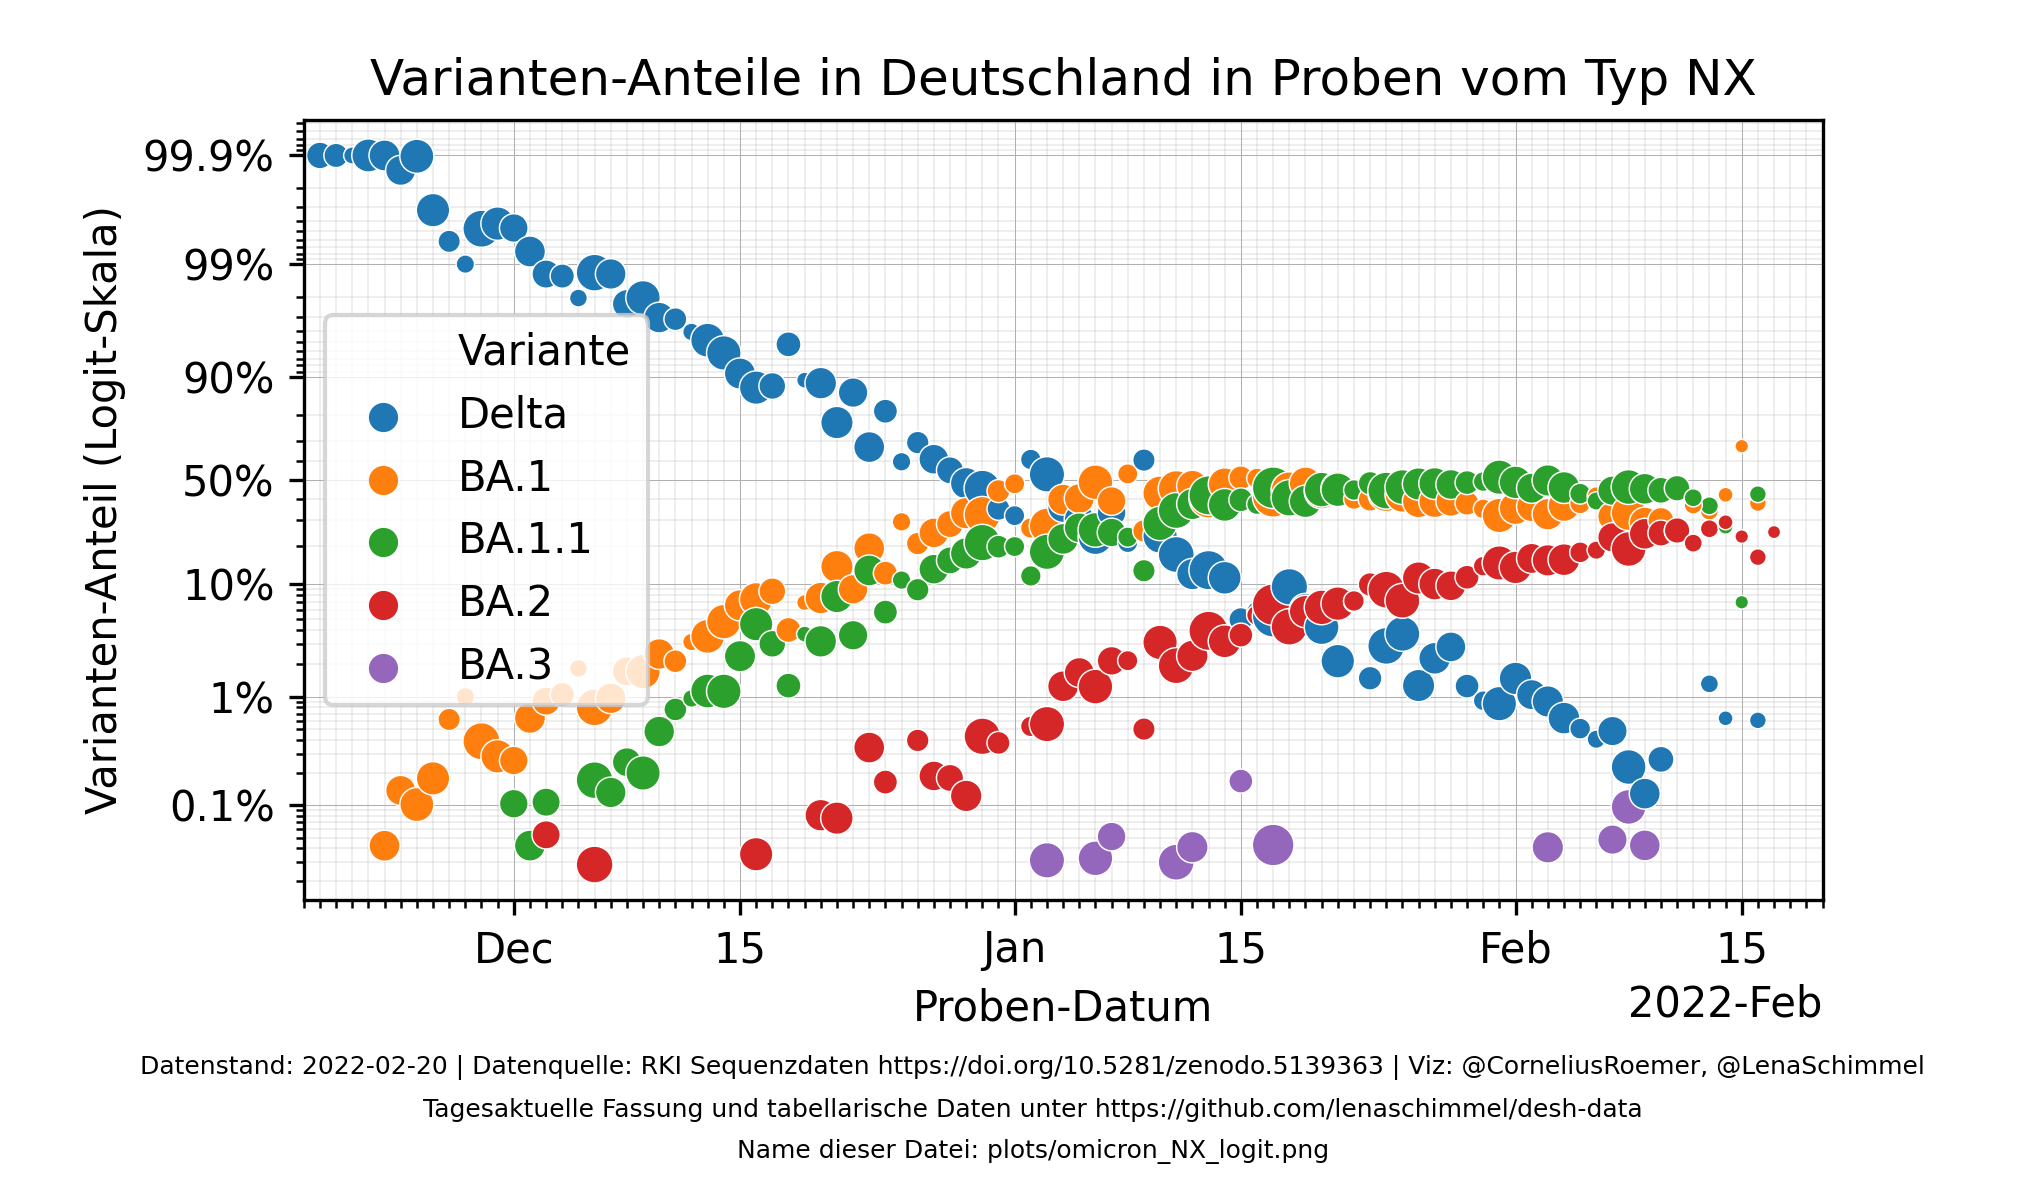 Varianten-Anteile in Deutschland in Proben vom Typ NX
Varianten-Anteil (Logit-Skala)
99.9%
99%
90%
50%
10%
1%
0.1%
Variante
Delta
BA.1
BA.1.1
BA.2
BA.3
Dec 15 Jan 15 Feb 15
Proben-Datum
2022-Feb
Datenstand: 2022-02-20 | Datenquelle: RKI Sequenzdaten https://doi.org/10.5281/zenodo.5139363 | Viz: @CorneliusRoemer, @LenaSchimmel
Tagesaktuelle Fassung und tabellarische Daten unter https://github.com/lenaschimmel/desh-data
Name dieser Datei: plots/omicron_NX_logit.png